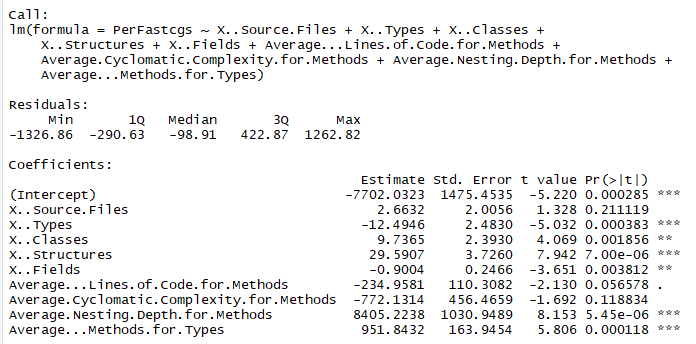 Call:
lm(formula = PerFastcgs ~ X..Source.Files + X..Types + X..Classes +
    X..Structures + X..Fields + Average...Lines.of.Code.for.Methods +
    Average.Cyclomatic.Complexity.for.Methods + Average.Nesting.Depth.for.Methods +
    Average...Methods.for.Types)

Residuals:
     Min       1Q   Median       3Q      Max
-1326.86  -290.63   -98.91   422.87  1262.82

Coefficients:
                                            Estimate Std. Error t value Pr(>|t|)
(Intercept)                               -7702.0323  1475.4535  -5.220 0.000285 ***
X..Source.Files                               2.6632     2.0056   1.328 0.211119
X..Types                                    -12.4946     2.4830  -5.032 0.000383 ***
X..Classes                                    9.7365     2.3930   4.069 0.001856 **
X..Structures                                29.5907     3.7260   7.942 7.00e-06 ***
X..Fields                                    -0.9004     0.2466  -3.651 0.003812 **
Average...Lines.of.Code.for.Methods        -234.9581   110.3082  -2.130 0.056578 .
Average.Cyclomatic.Complexity.for.Methods  -772.1314   456.4659  -1.692 0.118834
Average.Nesting.Depth.for.Methods          8405.2238  1030.9489   8.153 5.45e-06 ***
Average...Methods.for.Types                 951.8432   163.9454   5.806 0.000118 ***